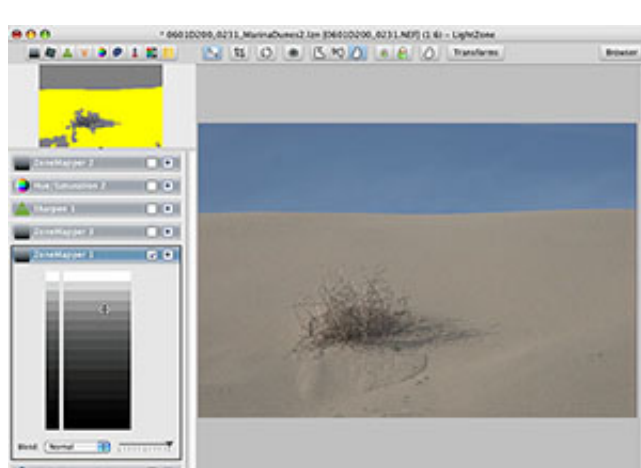 * 0601D200_0231_MarinaDunes2.lzn [0601D200_0231.NEF] (1:6) - LightZone
Transforms
Browser
ZoneMapper 2
Hue/Saturation 2
Sharpen 1
ZoneMapper 3
ZoneMapper 1
Blend: Normal